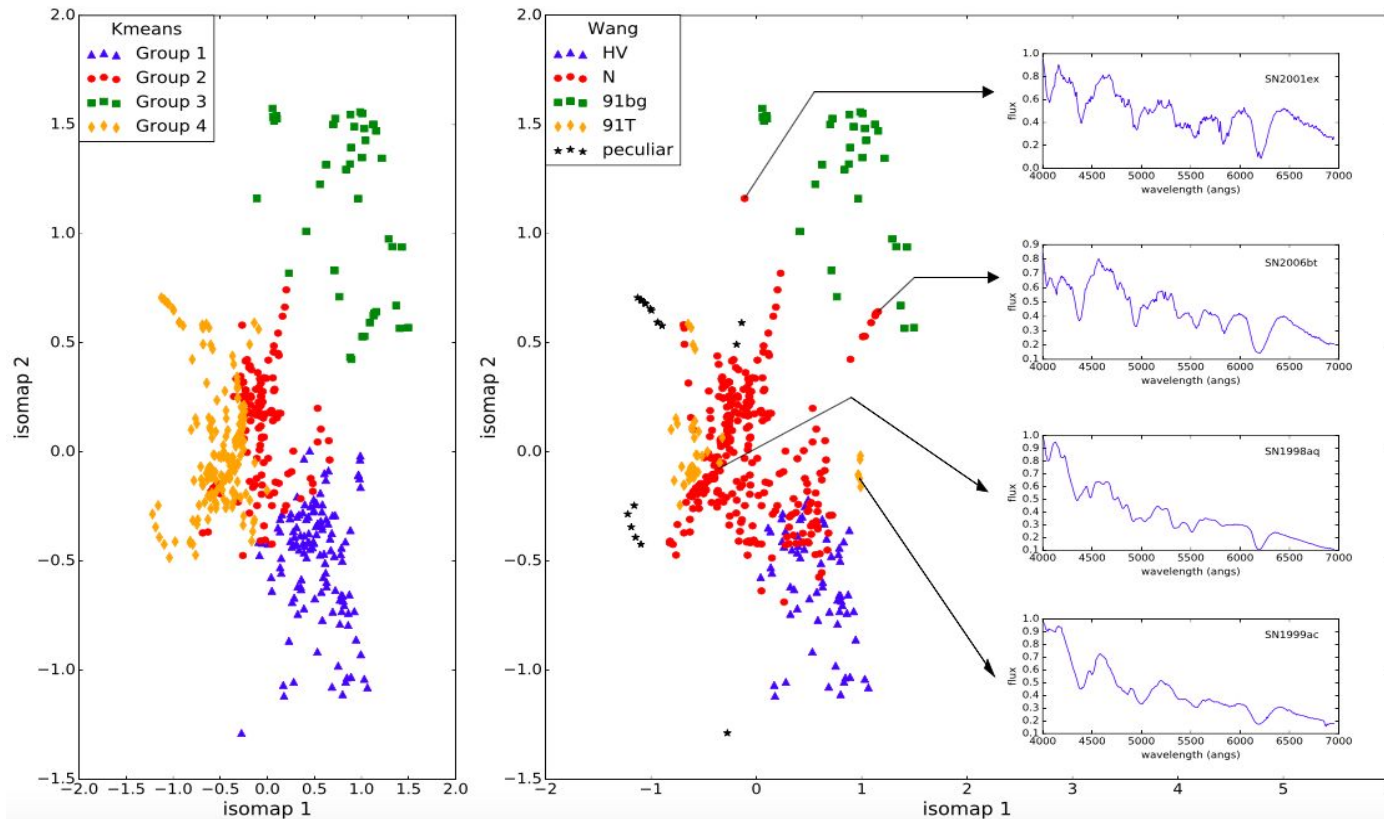 Kmeans
Group 1
Group 2
Group 3
Group 4
2.0
1.5
1.0
0.5
0.0
−0.5
−1.0
−1.5
isomap 2
−2.0 −1.5 −1.0 −0.5 0.0 0.5 1.0 1.5 2.0
isomap 1
Wang
HV
N
91bg
91T
peculiar
2.0
1.5
1.0
0.5
0.0
−0.5
−1.0
−1.5
isomap 2
−2 −1 0 1 2 3 4 5
isomap 1
SN2001ex
1.0
0.8
0.6
0.4
0.2
0.0
flux
4000 4500 5000 5500 6000 6500 7000
wavelength (angs)
SN2006bt
0.9
0.8
0.7
0.6
0.5
0.4
0.3
0.2
0.1
flux
4000 4500 5000 5500 6000 6500 7000
wavelength (angs)
SN1998aq
1.0
0.9
0.8
0.7
0.6
0.5
0.4
0.3
0.2
0.1
flux
4000 4500 5000 5500 6000 6500 7000
wavelength (angs)
SN1999ac
1.0
0.9
0.8
0.7
0.6
0.5
0.4
0.3
0.2
0.1
flux
4000 4500 5000 5500 6000 6500 7000
wavelength (angs)